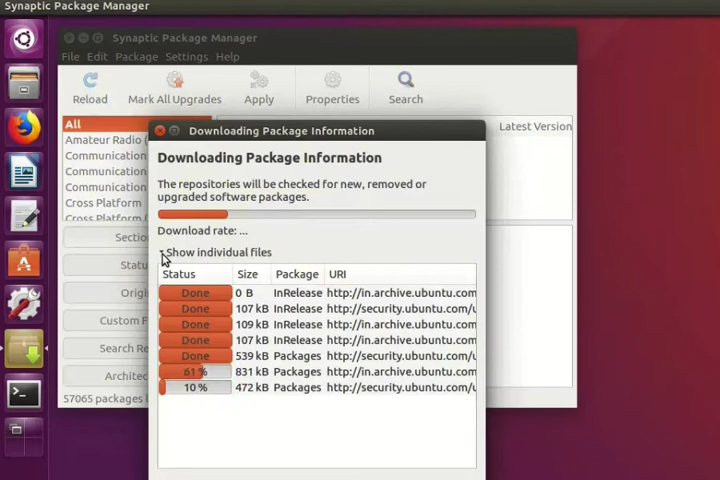 Synaptic Package Manager
Synaptic Package Manager
File Edit Package Settings Help
Reload Mark All Upgrades Apply Properties Search
All
Amateur Radio (
Communication
Communication
Communication
Cross Platform
Cross Platform (
Latest Version
Sectio
Statu
Origi
Custom F
Search Re
Architec
57065 packages l
Downloading Package Information
Downloading Package Information
The repositories will be checked for new, removed or
upgraded software packages.
Download rate: ...
Show individual files
Status Size Package URI
Done 0 B InRelease http://in.archive.ubuntu.com
Done 107 kB InRelease http://security.ubuntu.com/u
Done 109 kB InRelease http://in.archive.ubuntu.com
Done 107 kB InRelease http://in.archive.ubuntu.com
Done 539 kB Packages http://security.ubuntu.com/u
61 % 831 kB Packages http://in.archive.ubuntu.com
10 % 472 kB Packages http://security.ubuntu.com/u